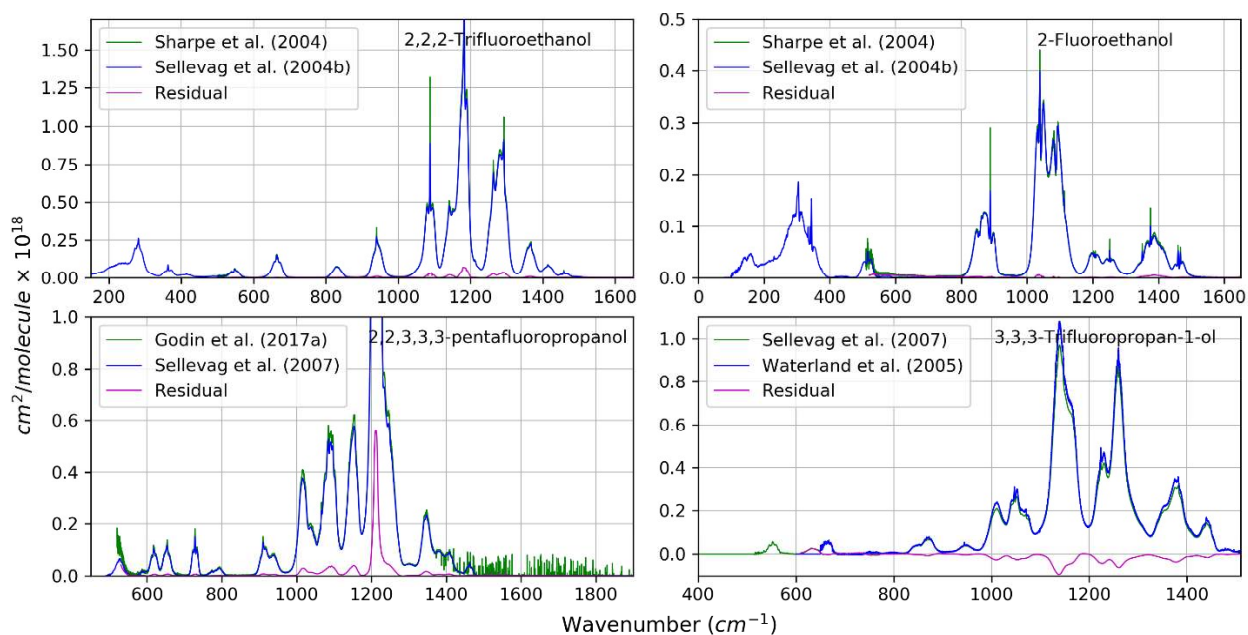 2,2,2-Trifluoroethanol
Sharpe et al. (2004)
Sellevag et al. (2004b)
Residual
1.50
1.25
1.00
0.75
0.50
0.25
0.00
200 400 600 800 1000 1200 1400 1600
2-Fluoroethanol
Sharpe et al. (2004)
Sellevag et al. (2004b)
Residual
0.5
0.4
0.3
0.2
0.1
0.0
0 200 400 600 800 1000 1200 1400 1600
cm²/molecule × 10¹⁸
2,2,3,3,3-pentafluoropropanol
Godin et al. (2017a)
Sellevag et al. (2007)
Residual
1.0
0.8
0.6
0.4
0.2
0.0
600 800 1000 1200 1400 1600 1800
3,3,3-Trifluoropropan-1-ol
Sellevag et al. (2007)
Waterland et al. (2005)
Residual
1.0
0.8
0.6
0.4
0.2
0.0
400 600 800 1000 1200 1400
Wavenumber (cm⁻¹)